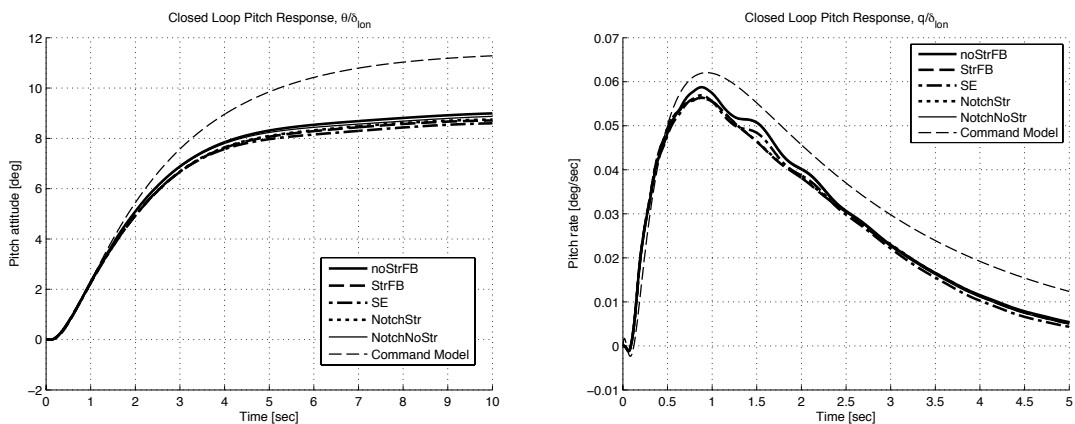 Closed Loop Pitch Response, θ/δlon
12
10
8
6
4
2
0
−2
Pitch attitude [deg]
noStrFB
StrFB
SE
NotchStr
NotchNoStr
Command Model
0 1 2 3 4 5 6 7 8 9 10
Time [sec]
Closed Loop Pitch Response, q/δlon
0.07
0.06
0.05
0.04
0.03
0.02
0.01
0
−0.01
Pitch rate [deg/sec]
noStrFB
StrFB
SE
NotchStr
NotchNoStr
Command Model
0 0.5 1 1.5 2 2.5 3 3.5 4 4.5 5
Time [sec]